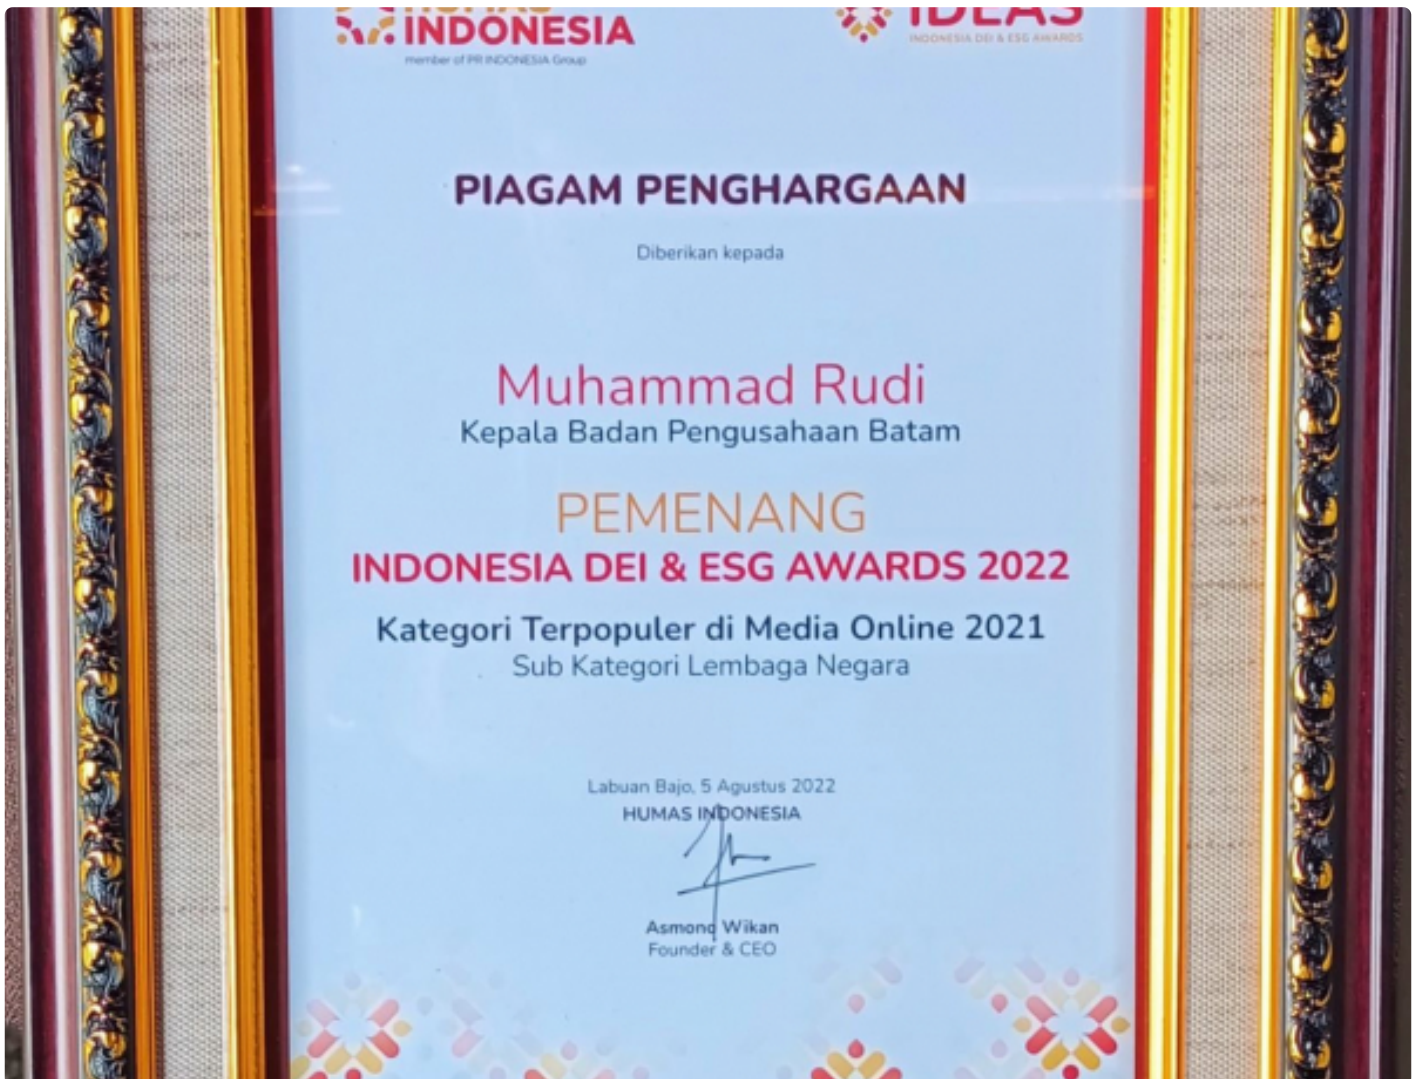 HUMAS
INDONESIA
member of PR INDONESIA Group
IDEAS
INDONESIA DEI & ESG AWARDS
PIAGAM PENGHARGAAN
Diberikan kepada
Muhammad Rudi
Kepala Badan Pengusahaan Batam
PEMENANG
INDONESIA DEI & ESG AWARDS 2022
Kategori Terpopuler di Media Online 2021
Sub Kategori Lembaga Negara
Labuan Bajo, 5 Agustus 2022
HUMAS INDONESIA
Asmono Wikan
Founder & CEO